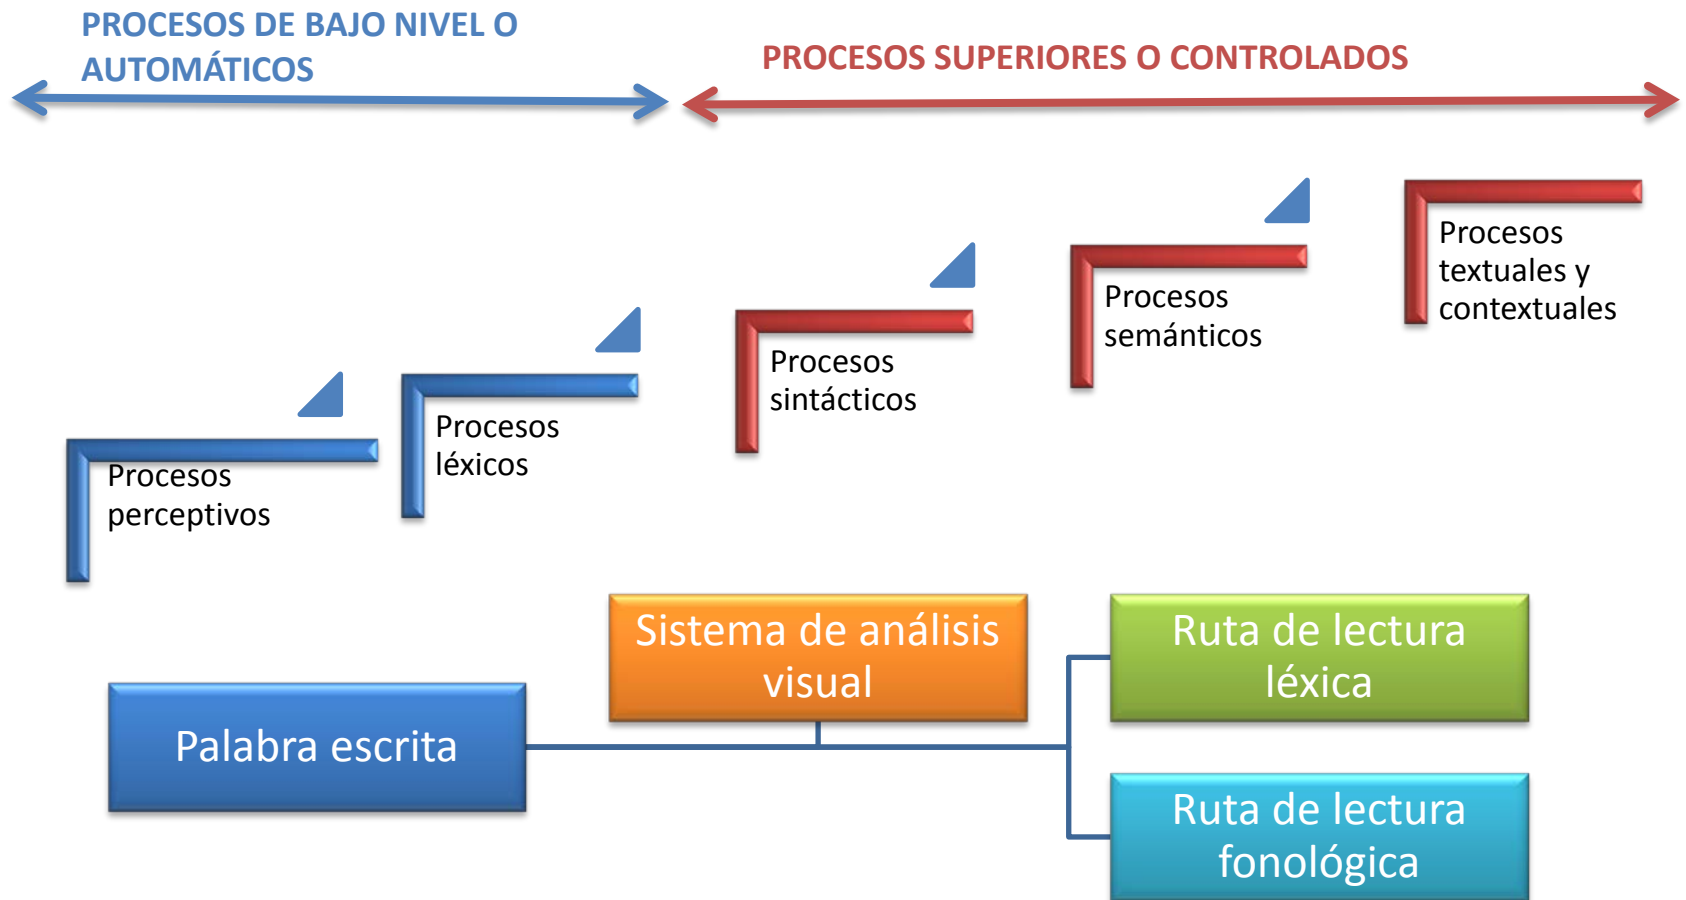 PROCESOS DE BAJO NIVEL O
AUTOMÁTICOS
PROCESOS SUPERIORES O CONTROLADOS
Procesos
perceptivos
Procesos
léxicos
Procesos
sintácticos
Procesos
semánticos
Procesos
textuales y
contextuales
Palabra escrita
Sistema de análisis
visual
Ruta de lectura
léxica
Ruta de lectura
fonológica